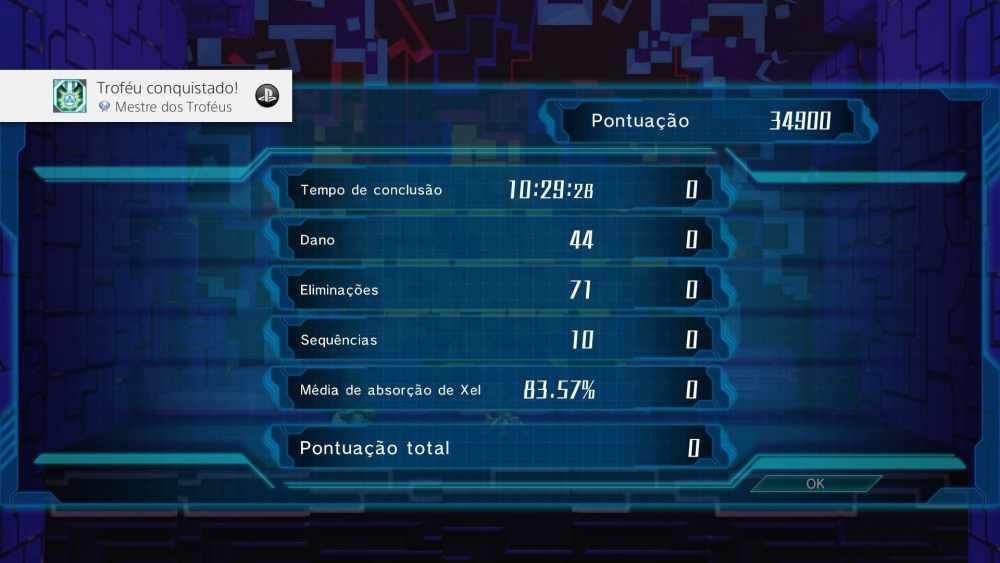 Troféu conquistado!
Mestre dos Troféus
Pontuação 34900
Tempo de conclusão 10:29:28 0
Dano 44 0
Eliminações 71 0
Sequências 10 0
Média de absorção de Xel 83.57% 0
Pontuação total 0
OK